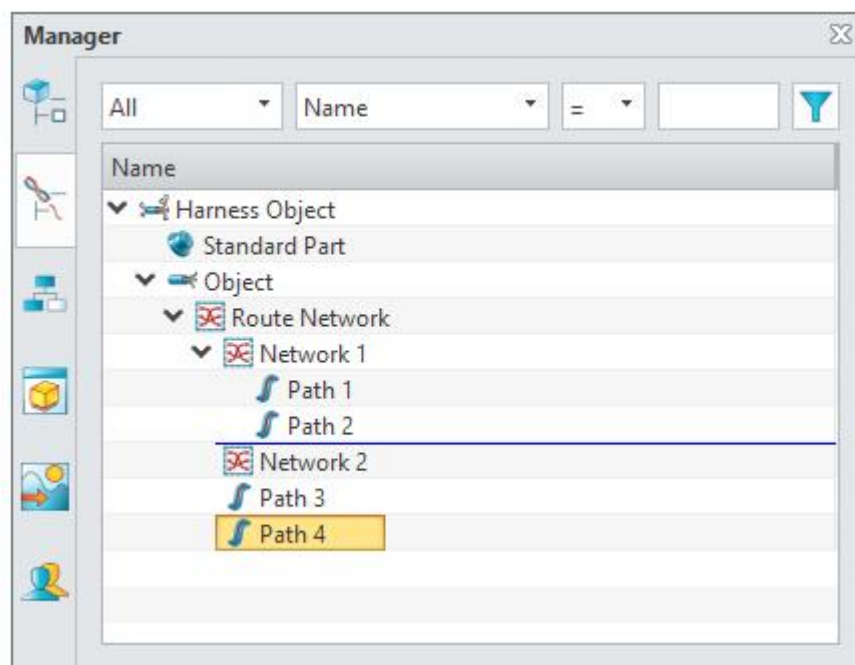 Manager
All Name =
Name
Harness Object
Standard Part
Object
Route Network
Network 1
Path 1
Path 2
Network 2
Path 3
Path 4